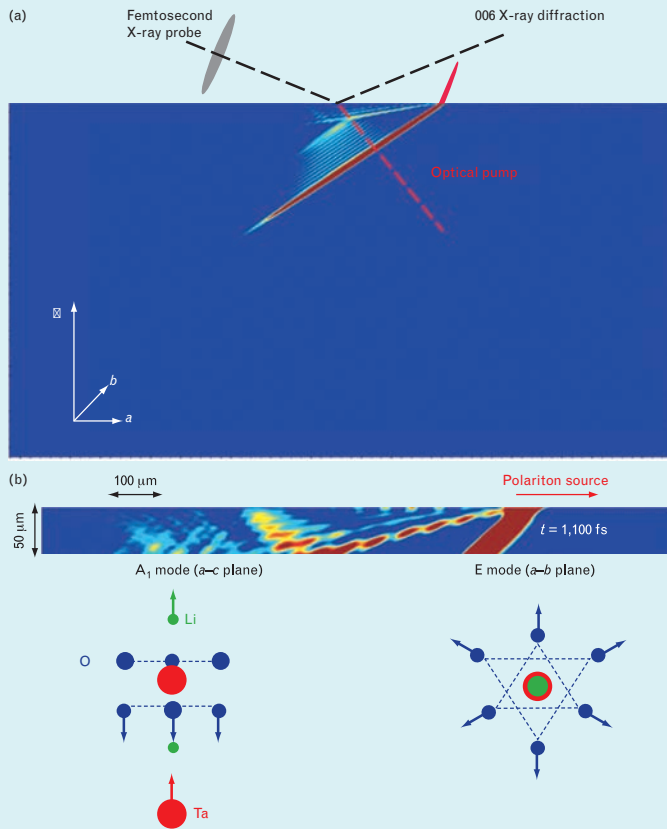 (a)
Femtosecond
X-ray probe
006 X-ray diffraction
Optical pump
b
a
(b)
100 μm
Polariton source
50 μm
t = 1,100 fs
A₁ mode (a–c plane)
E mode (a–b plane)
Li
O
Ta